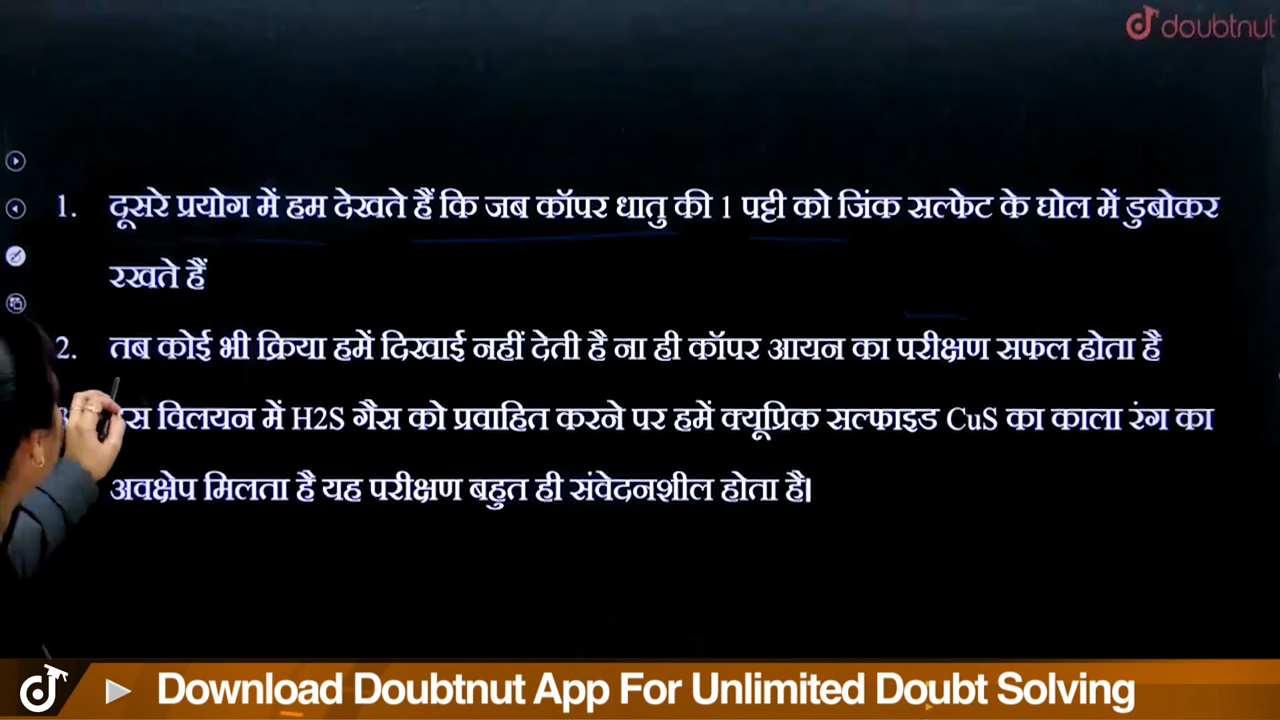 doubtnut
1. दूसरे प्रयोग में हम देखते हैं कि जब कॉपर धातु की 1 पट्टी को जिंक सल्फेट के घोल में डुबोकर
रखते हैं
2. तब कोई भी क्रिया हमें दिखाई नहीं देती है ना ही कॉपर आयन का परीक्षण सफल होता है
विलयन में H2S गैस को प्रवाहित करने पर हमें क्यूप्रिक सल्फाइड CuS का काला रंग का
अवक्षेप मिलता है यह परीक्षण बहुत ही संवेदनशील होता है।
Download Doubtnut App For Unlimited Doubt Solving